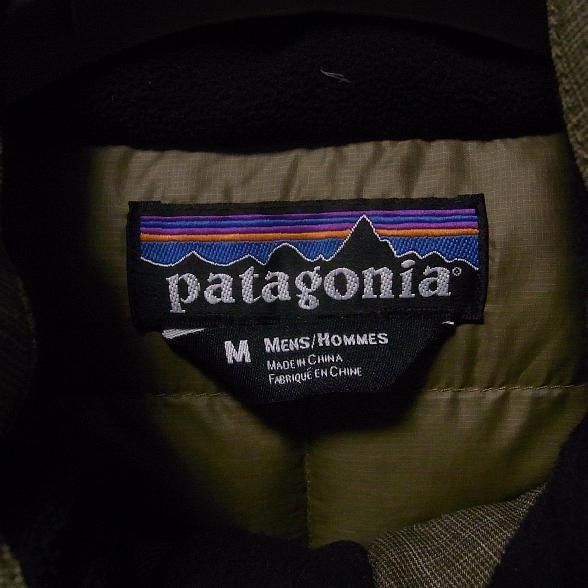 patagonia®
M MENS/HOMMES
MADE IN CHINA
FABRIQUÉ EN CHINE